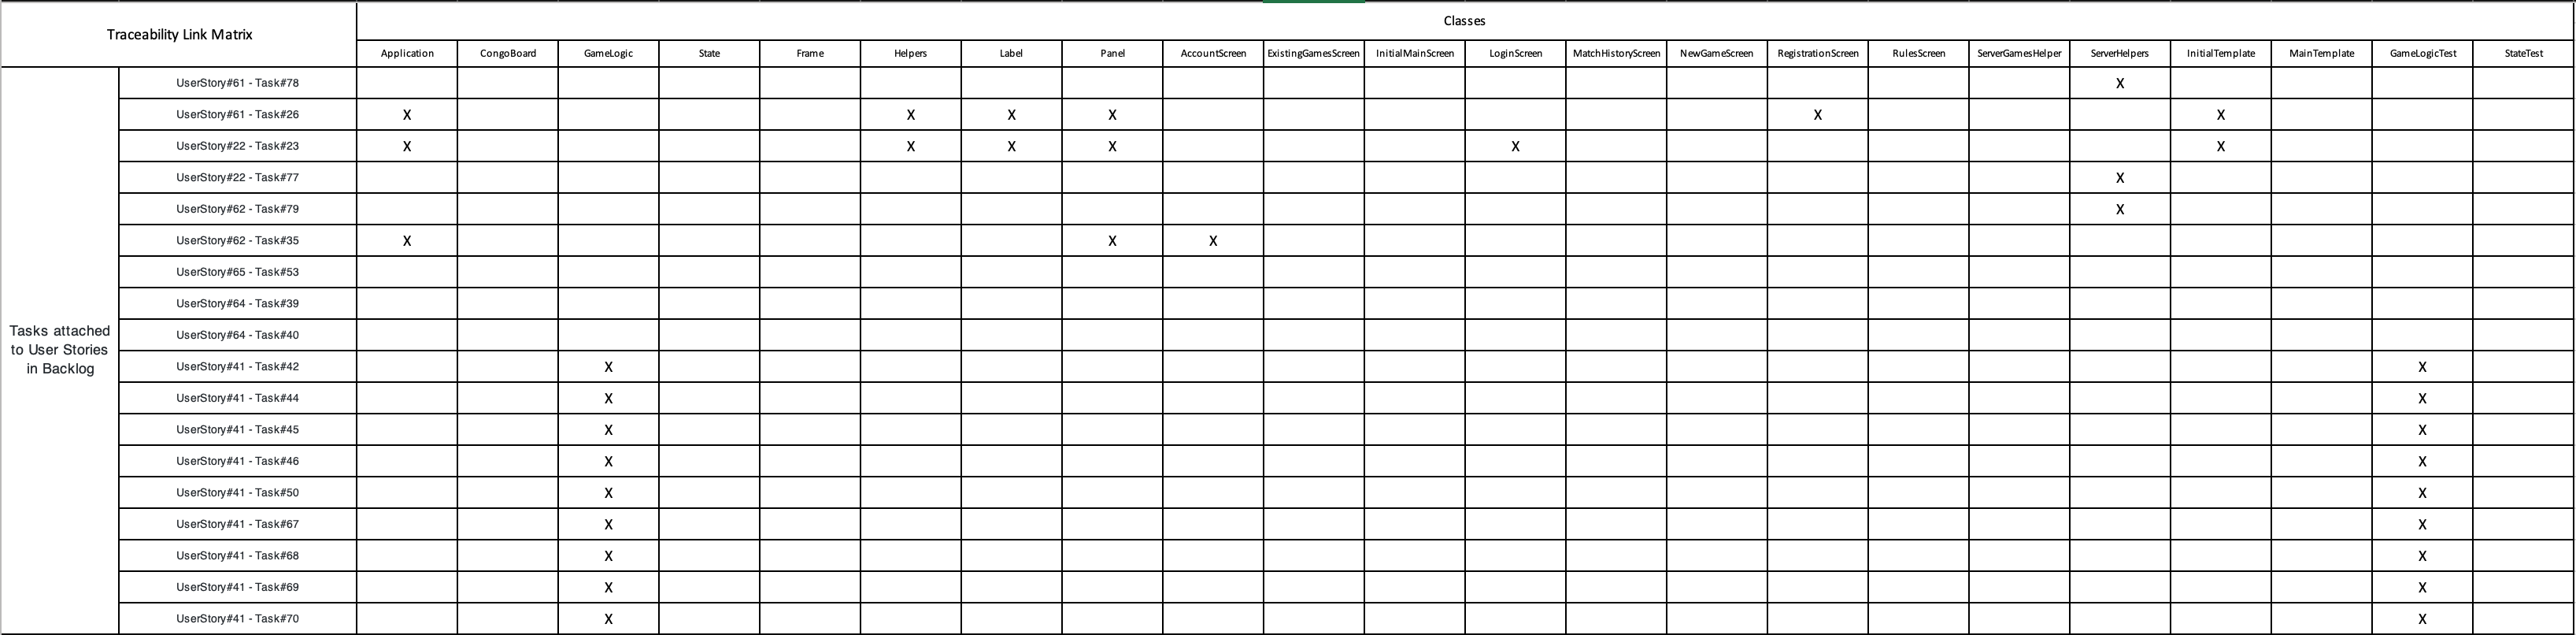 Traceability Link Matrix
Classes
Application CongoBoard GameLogic State Frame Helpers Label Panel AccountScreen ExistingGamesScreen InitialMainScreen LoginScreen MatchHistoryScreen NewGameScreen RegistrationScreen RulesScreen ServerGamesHelper ServerHelpers InitialTemplate MainTemplate GameLogicTest StateTest
Tasks attached
to User Stories
in Backlog
UserStory#61 - Task#78 X
UserStory#61 - Task#26 X X X X X X
UserStory#22 - Task#23 X X X X X X
UserStory#22 - Task#77 X
UserStory#62 - Task#79 X
UserStory#62 - Task#35 X X X
UserStory#65 - Task#53
UserStory#64 - Task#39
UserStory#64 - Task#40
UserStory#41 - Task#42 X X
UserStory#41 - Task#44 X X
UserStory#41 - Task#45 X X
UserStory#41 - Task#46 X X
UserStory#41 - Task#50 X X
UserStory#41 - Task#67 X X
UserStory#41 - Task#68 X X
UserStory#41 - Task#69 X X
UserStory#41 - Task#70 X X